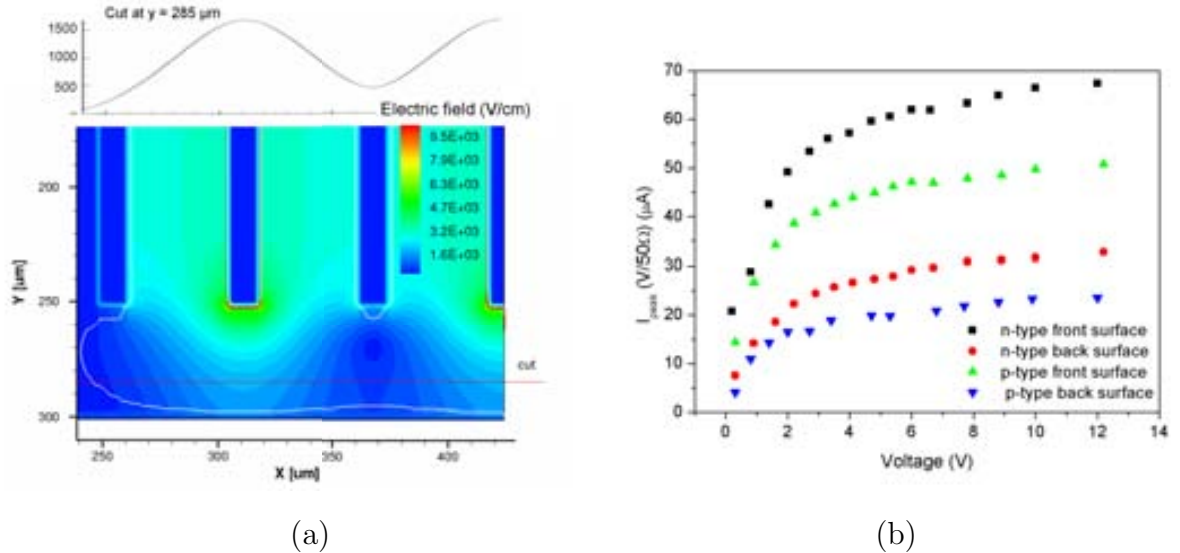 Cut at y = 285 µm
1500
1000
500
Electric field (V/cm)
9.5E+03
7.9E+03
6.3E+03
4.7E+03
3.2E+03
1.6E+03
200
250
300
Y [um]
cut
250
300
350
400
X [um]
(a)
70
60
50
40
30
20
10
0
I_peak (V/50Ω) (µA)
n-type front surface
n-type back surface
p-type front surface
p-type back surface
0
2
4
6
8
10
12
14
Voltage (V)
(b)